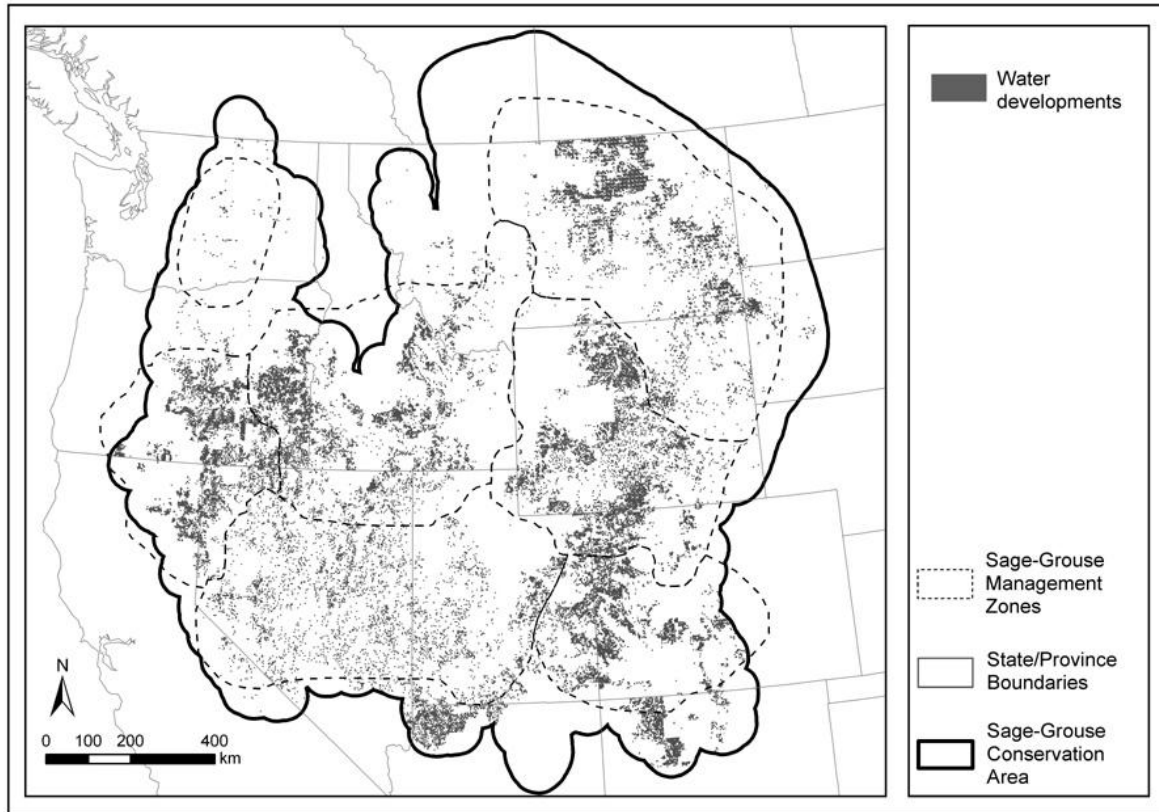 Water
developments
Sage-Grouse
Management
Zones
State/Province
Boundaries
Sage-Grouse
Conservation
Area
N
0 100 200 400
km